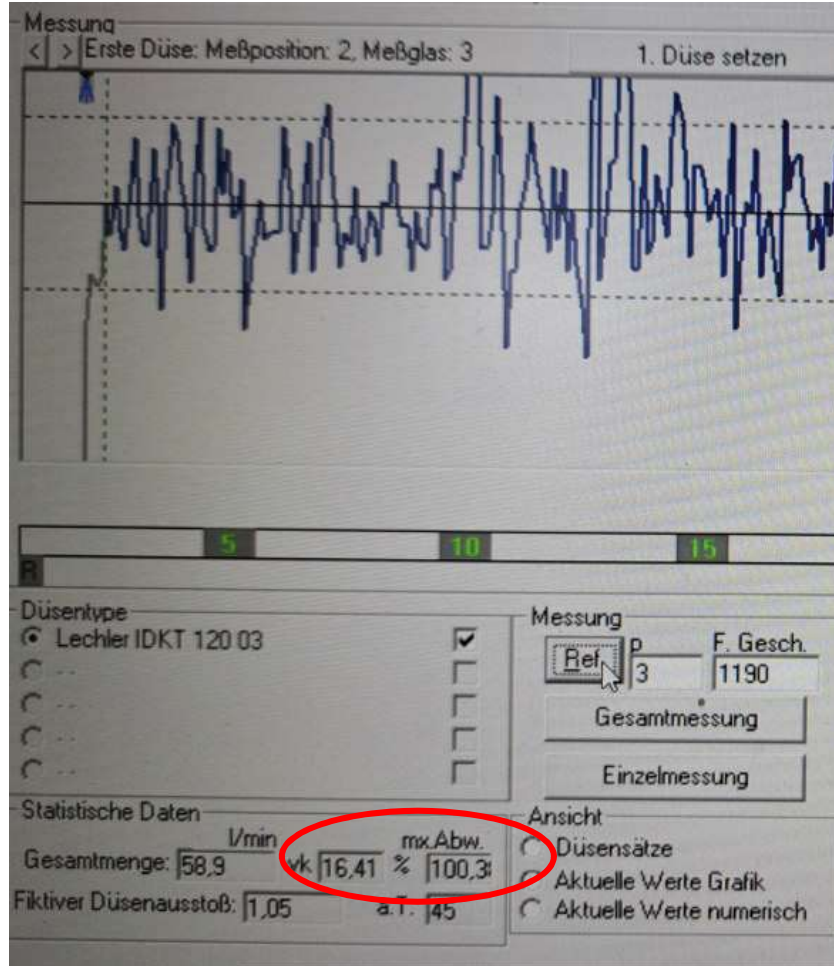 Messung
< > Erste Düse: Meßposition: 2, Meßglas: 3 1. Düse setzen
5 10 15
R
Düsentype
Lechler IDKT 120 03
- -
- -
- -
- -
Messung
Ref. p F. Gesch.
3 1190
Gesamtmessung
Einzelmessung
Statistische Daten
l/min mx.Abw.
Gesamtmenge: 58,9 vk 16,41 % 100,3
Fiktiver Düsenausstoß: 1,05 a.T. 45
Ansicht
Düsensätze
Aktuelle Werte Grafik
Aktuelle Werte numerisch